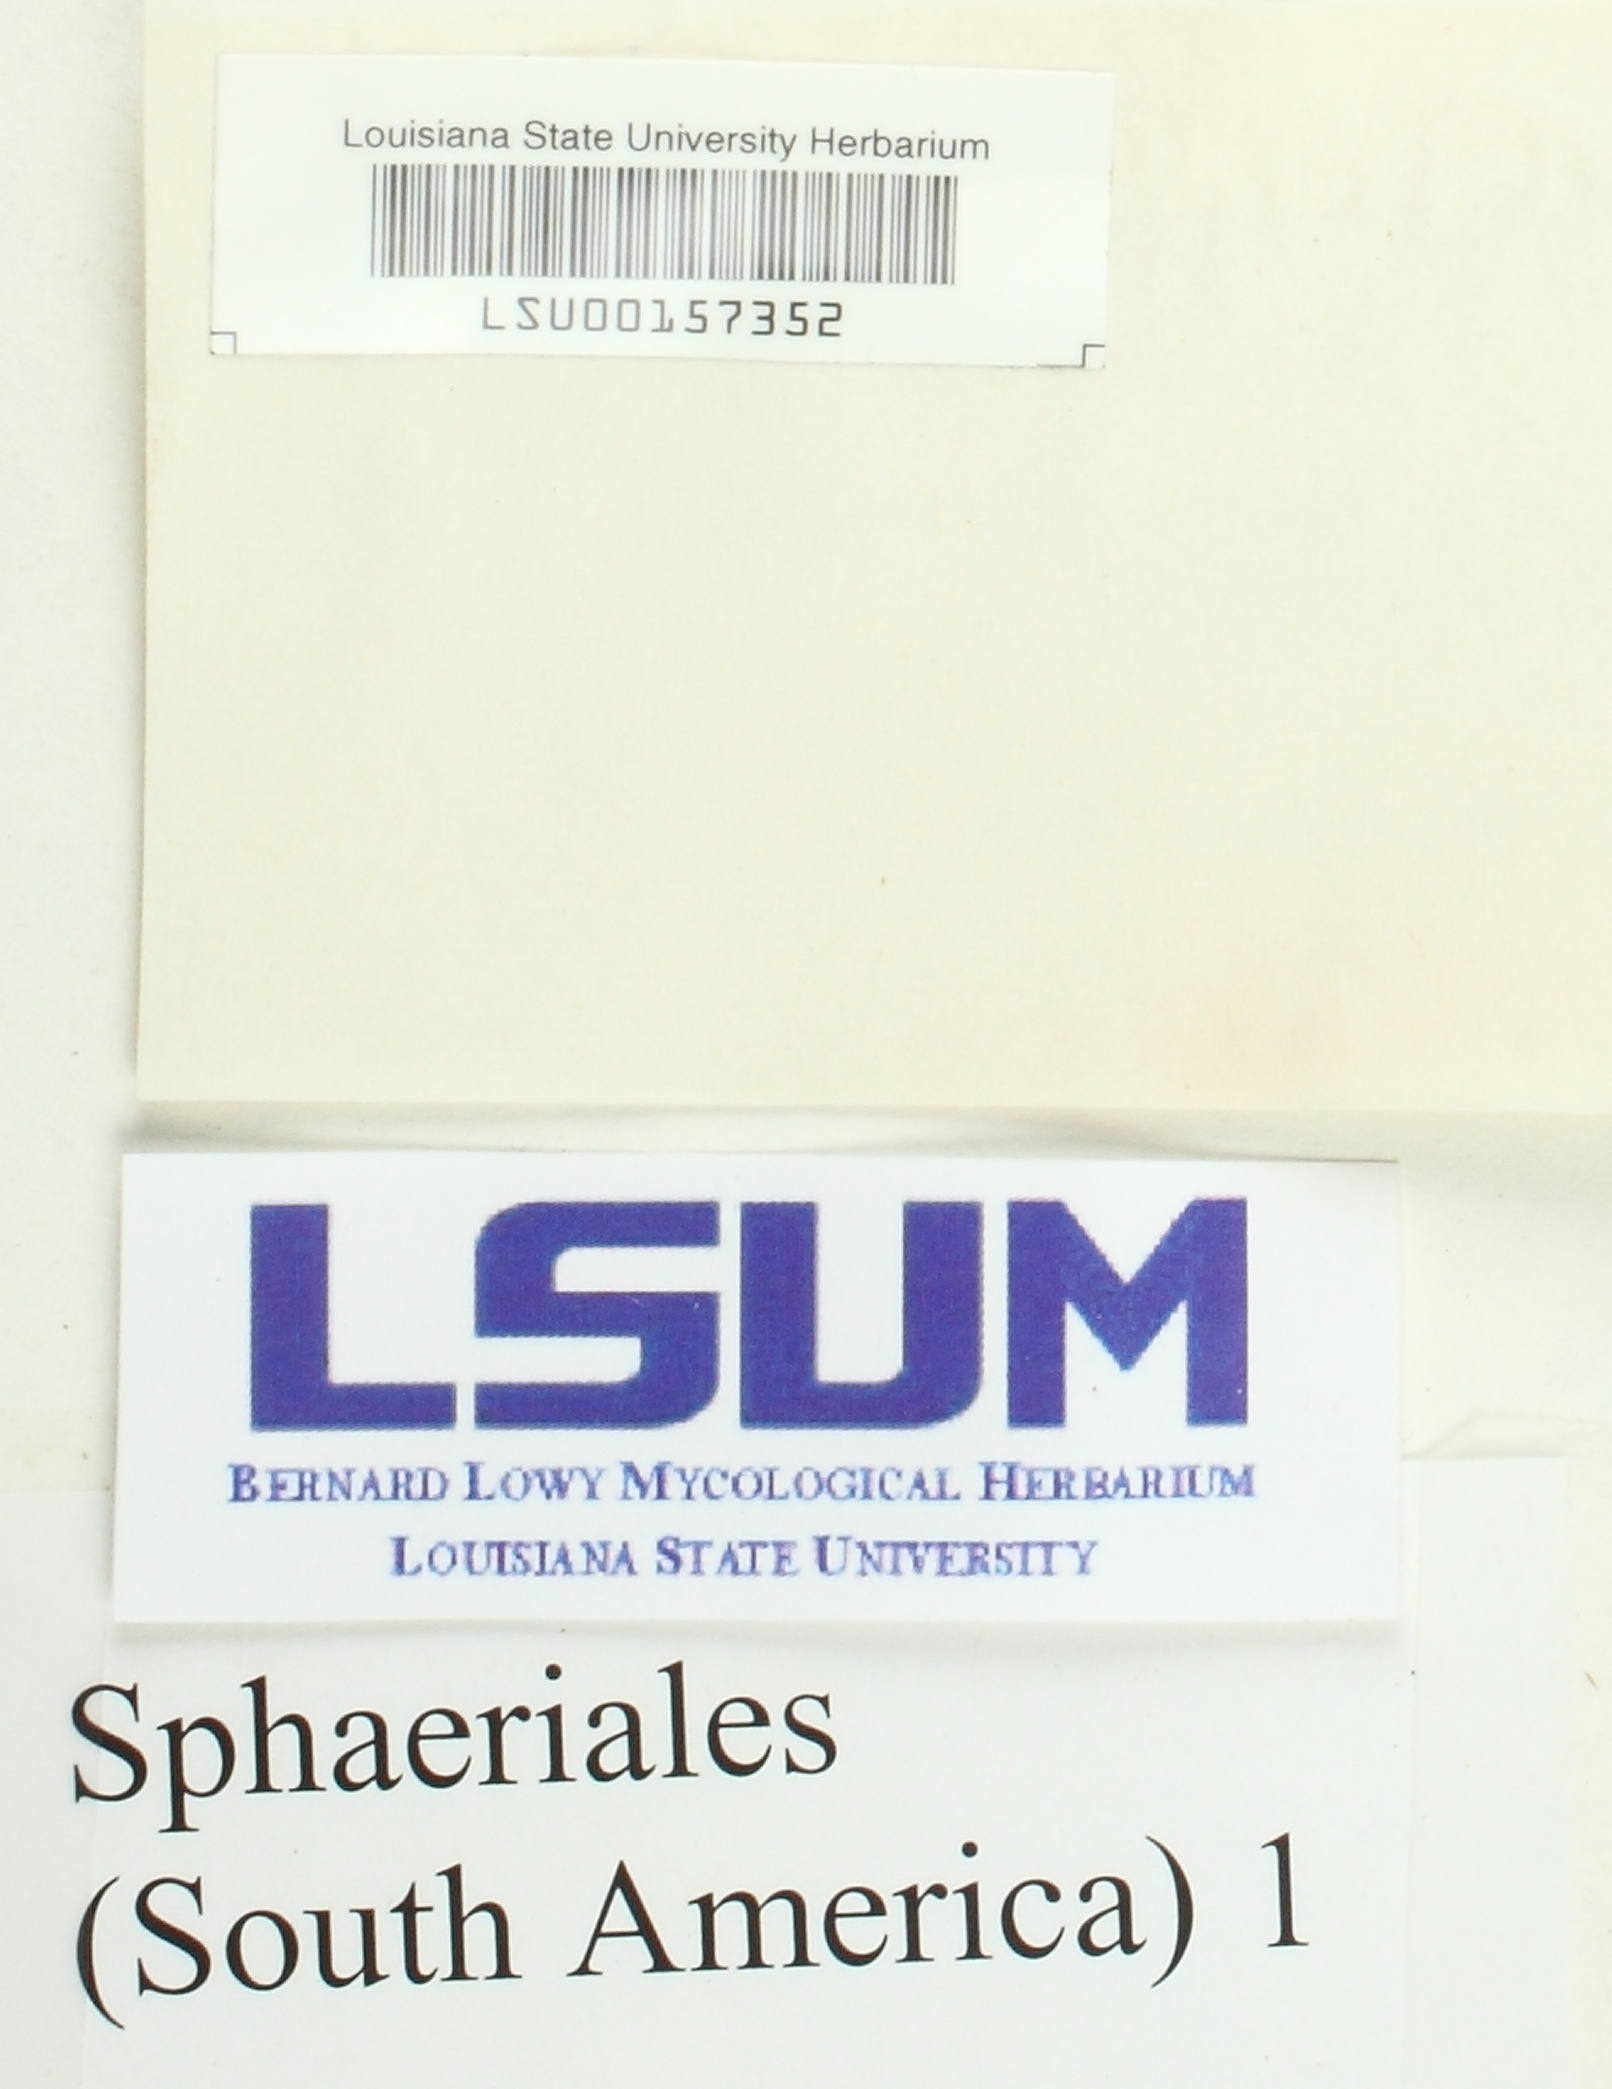 Louisiana State University Herbarium
LSU00157352
LSUM
BERNARD LOWY MYCOLOGICAL HERBARIUM
LOUISIANA STATE UNIVERSITY
Sphaeriales
(South America) 1